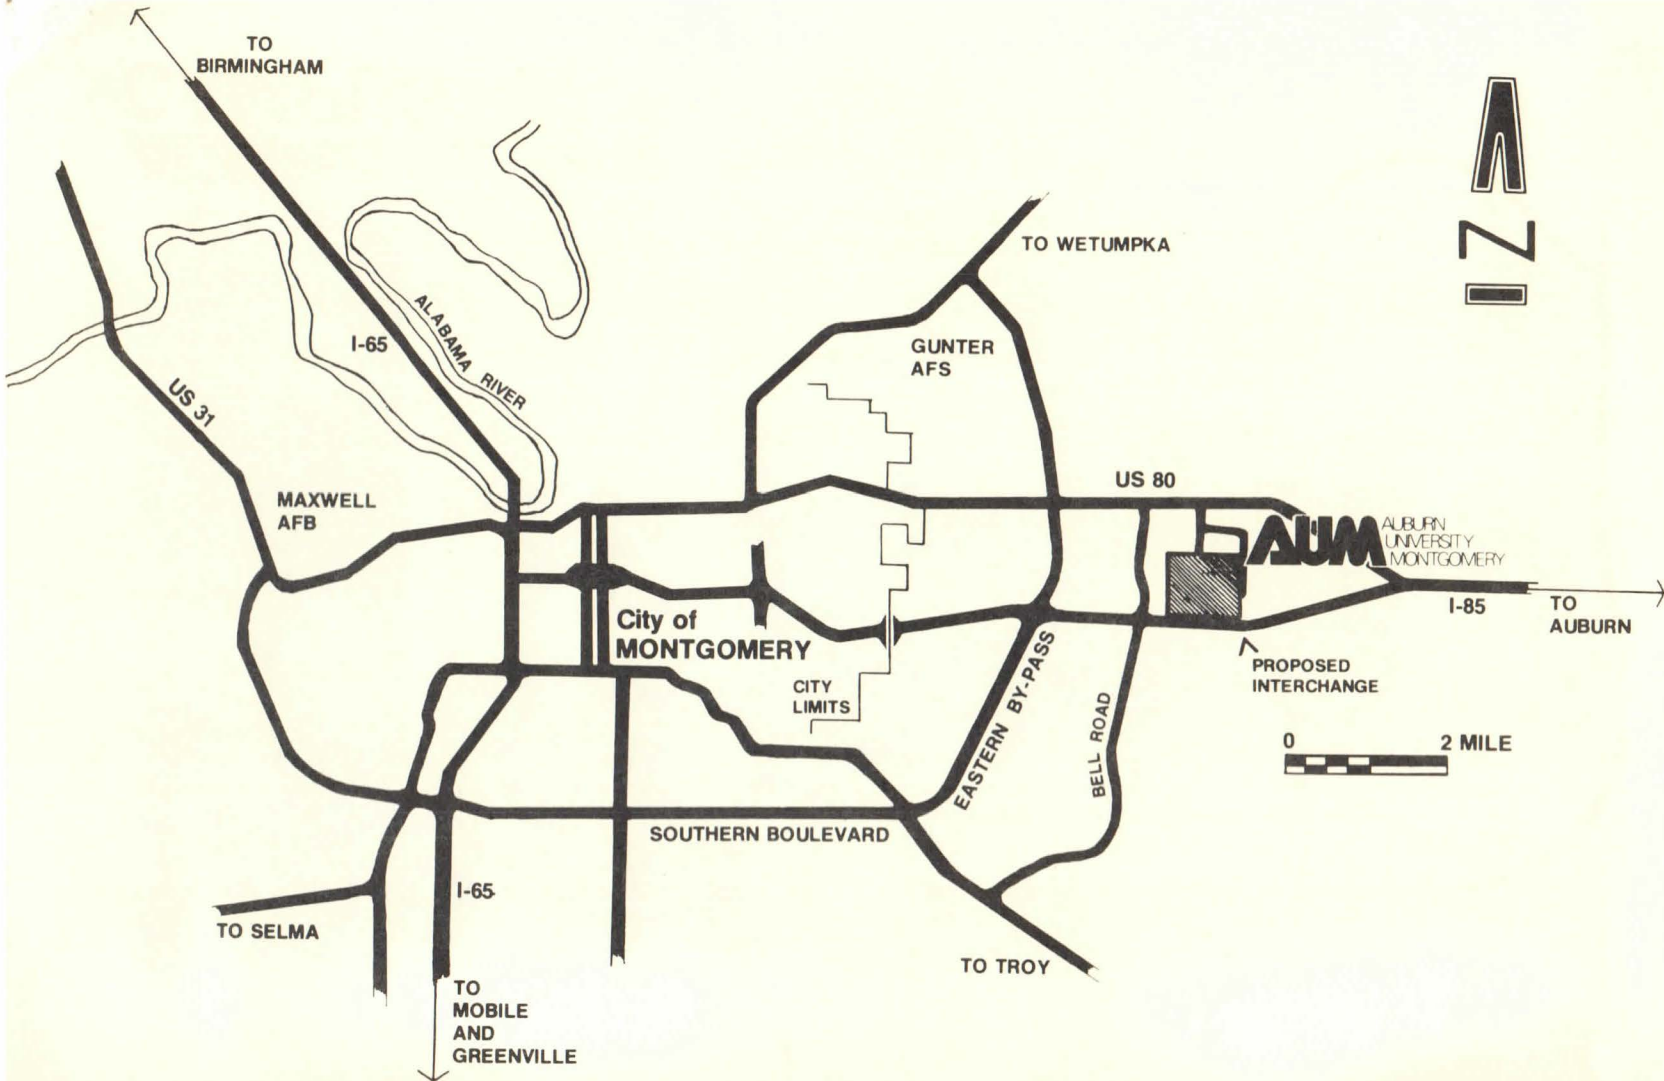 TO
BIRMINGHAM
N
TO WETUMPKA
ALABAMA RIVER
I-65
GUNTER
AFS
US 31
US 80
MAXWELL
AFB
AUM
AUBURN
UNIVERSITY
MONTGOMERY
I-85
TO
AUBURN
City of
MONTGOMERY
PROPOSED
INTERCHANGE
CITY
LIMITS
EASTERN BY-PASS
BELL ROAD
0 2 MILE
SOUTHERN BOULEVARD
I-65
TO SELMA
TO TROY
TO
MOBILE
AND
GREENVILLE